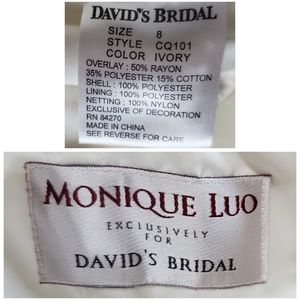 DAVID'S BRIDAL
SIZE 8
STYLE CQ101
COLOR IVORY
OVERLAY : 50% RAYON
35% POLYESTER 15% COTTON
SHELL : 100% POLYESTER
LINING : 100% POLYESTER
NETTING : 100% NYLON
EXCLUSIVE OF DECORATION
RN 84270
MADE IN CHINA
SEE REVERSE FOR CARE
MONIQUE LUO
EXCLUSIVELY
FOR
DAVID'S BRIDAL